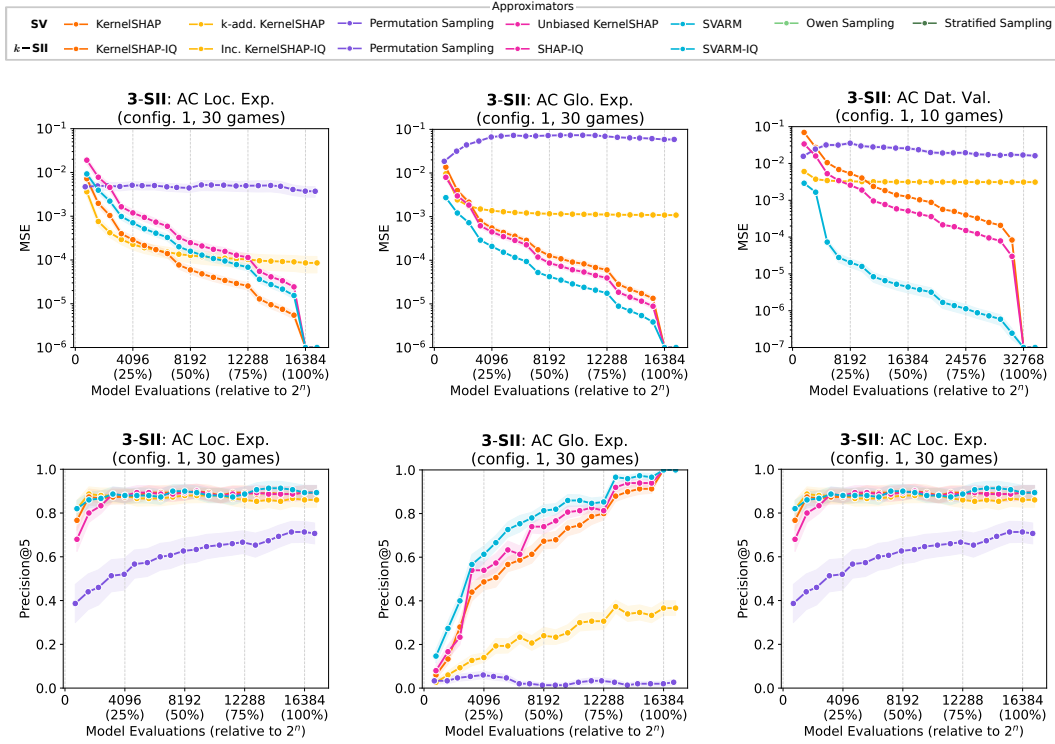 Approximators
SV KernelSHAP k-add. KernelSHAP Permutation Sampling Unbiased KernelSHAP SVARM Owen Sampling Stratified Sampling
k−SII KernelSHAP-IQ Inc. KernelSHAP-IQ Permutation Sampling SHAP-IQ SVARM-IQ
3-SII: AC Loc. Exp.
(config. 1, 30 games)
MSE
10⁻¹
10⁻²
10⁻³
10⁻⁴
10⁻⁵
10⁻⁶
4096 8192 12288 16384
(25%) (50%) (75%) (100%)
Model Evaluations (relative to 2ⁿ)
3-SII: AC Glo. Exp.
(config. 1, 30 games)
MSE
10⁻¹
10⁻²
10⁻³
10⁻⁴
10⁻⁵
10⁻⁶
4096 8192 12288 16384
(25%) (50%) (75%) (100%)
Model Evaluations (relative to 2ⁿ)
3-SII: AC Dat. Val.
(config. 1, 10 games)
MSE
10⁻¹
10⁻²
10⁻³
10⁻⁴
10⁻⁵
10⁻⁶
10⁻⁷
8192 16384 24576 32768
(25%) (50%) (75%) (100%)
Model Evaluations (relative to 2ⁿ)
3-SII: AC Loc. Exp.
(config. 1, 30 games)
Precision@5
1.0
0.8
0.6
0.4
0.2
0.0
0 4096 8192 12288 16384
(25%) (50%) (75%) (100%)
Model Evaluations (relative to 2ⁿ)
3-SII: AC Glo. Exp.
(config. 1, 30 games)
Precision@5
1.0
0.8
0.6
0.4
0.2
0.0
0 4096 8192 12288 16384
(25%) (50%) (75%) (100%)
Model Evaluations (relative to 2ⁿ)
3-SII: AC Loc. Exp.
(config. 1, 30 games)
Precision@5
1.0
0.8
0.6
0.4
0.2
0.0
0 4096 8192 12288 16384
(25%) (50%) (75%) (100%)
Model Evaluations (relative to 2ⁿ)